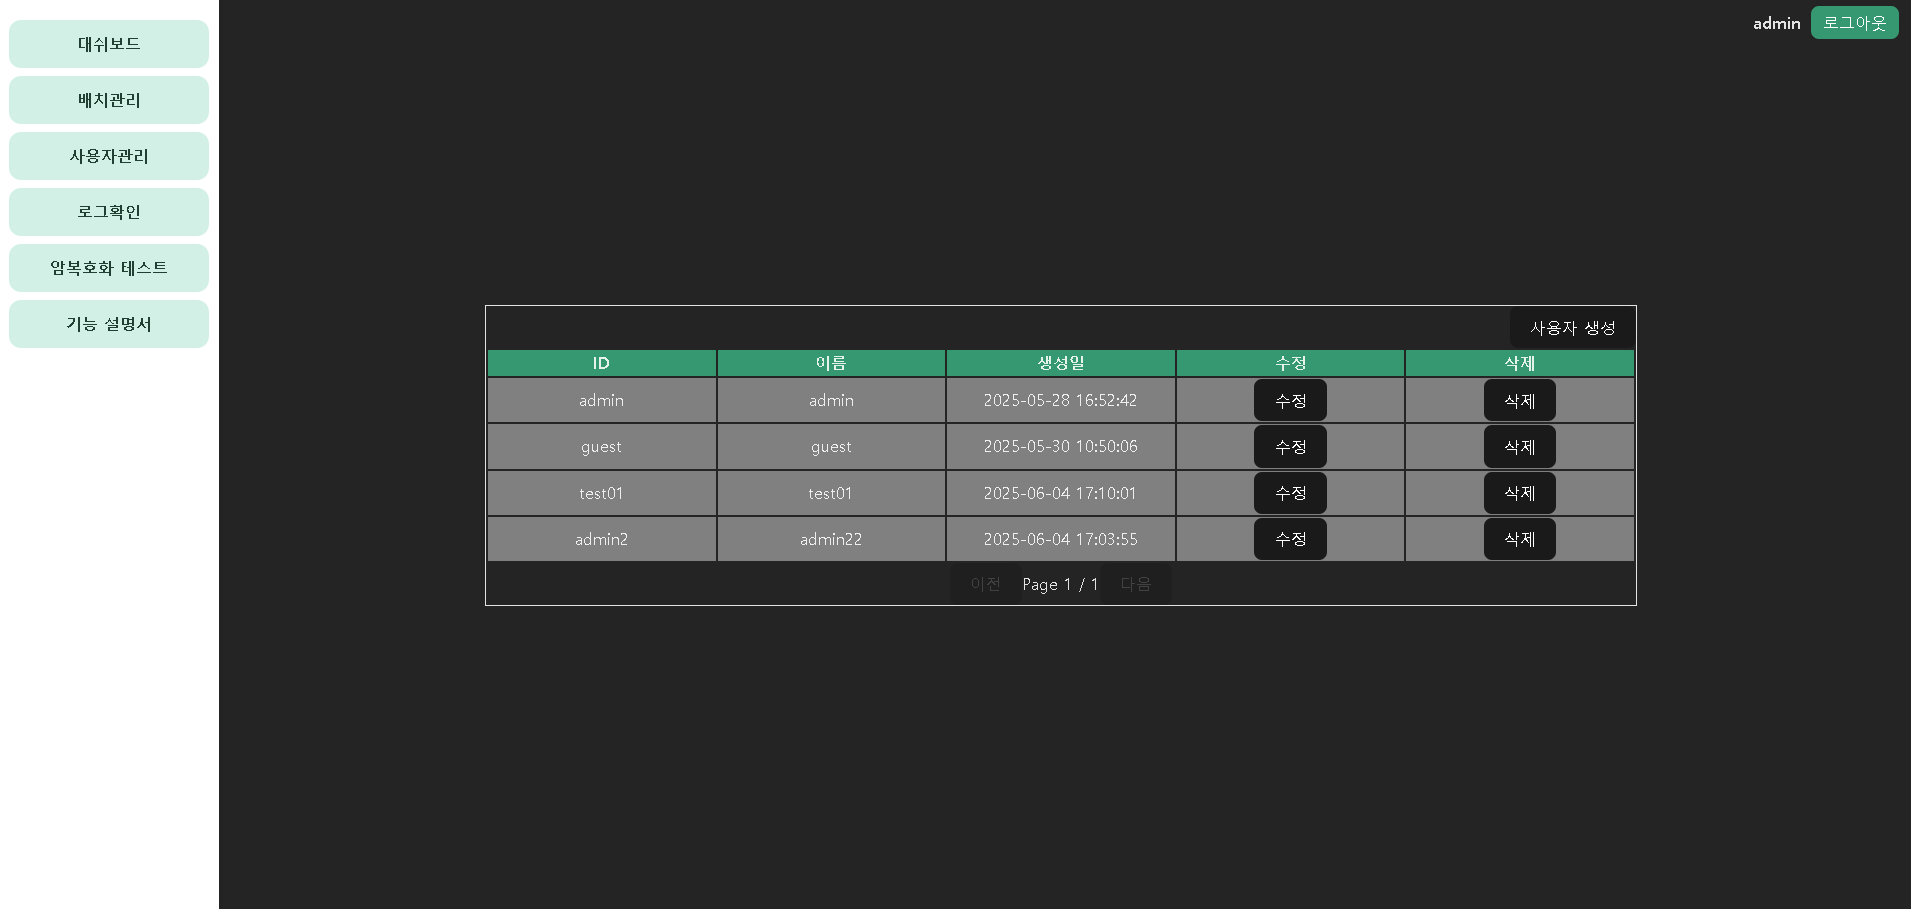 대쉬보드
배치관리
사용자관리
로그확인
암복호화 테스트
기능 설명서
admin 로그아웃
사용자 생성
ID 이름 생성일 수정 삭제
admin admin 2025-05-28 16:52:42 수정 삭제
guest guest 2025-05-30 10:50:06 수정 삭제
test01 test01 2025-06-04 17:10:01 수정 삭제
admin2 admin22 2025-06-04 17:03:55 수정 삭제
이전 Page 1 / 1 다음